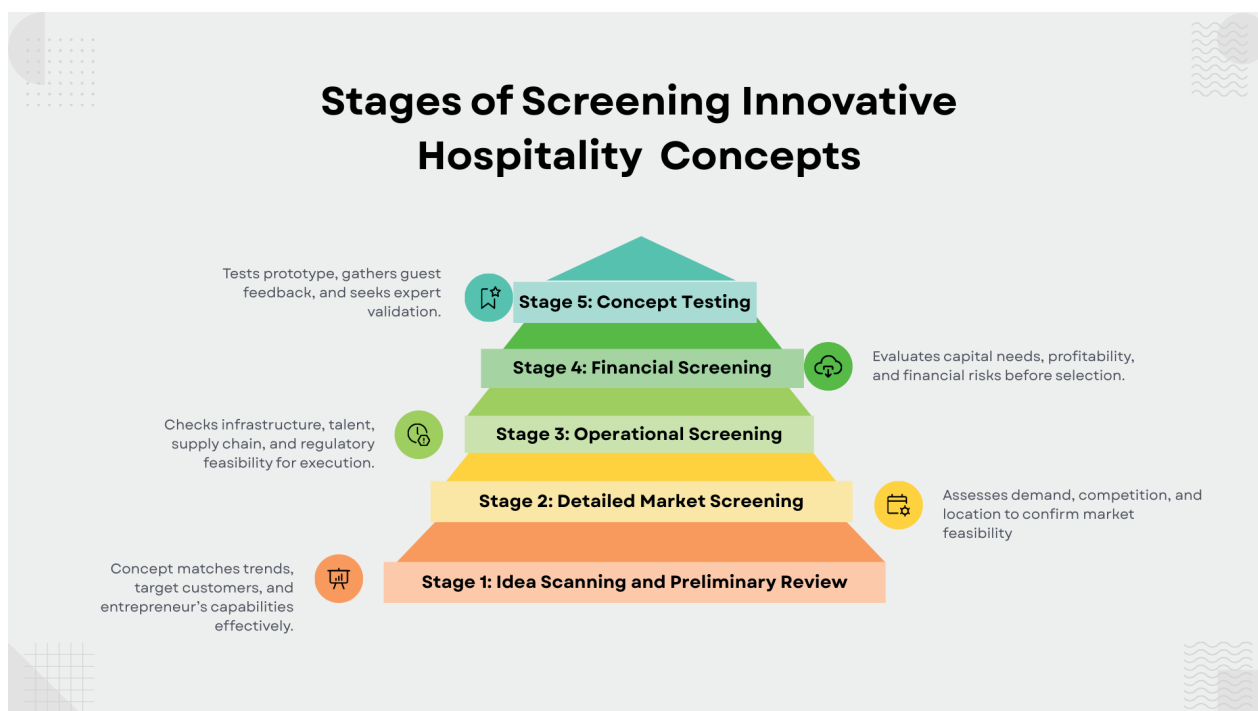 Stages of Screening Innovative
Hospitality Concepts
Tests prototype, gathers guest
feedback, and seeks expert
validation.
Stage 5: Concept Testing
Stage 4: Financial Screening
Evaluates capital needs, profitability,
and financial risks before selection.
Checks infrastructure, talent,
supply chain, and regulatory
feasibility for execution.
Stage 3: Operational Screening
Stage 2: Detailed Market Screening
Assesses demand, competition, and
location to confirm market
feasibility
Concept matches trends,
target customers, and
entrepreneur’s capabilities
effectively.
Stage 1: Idea Scanning and Preliminary Review